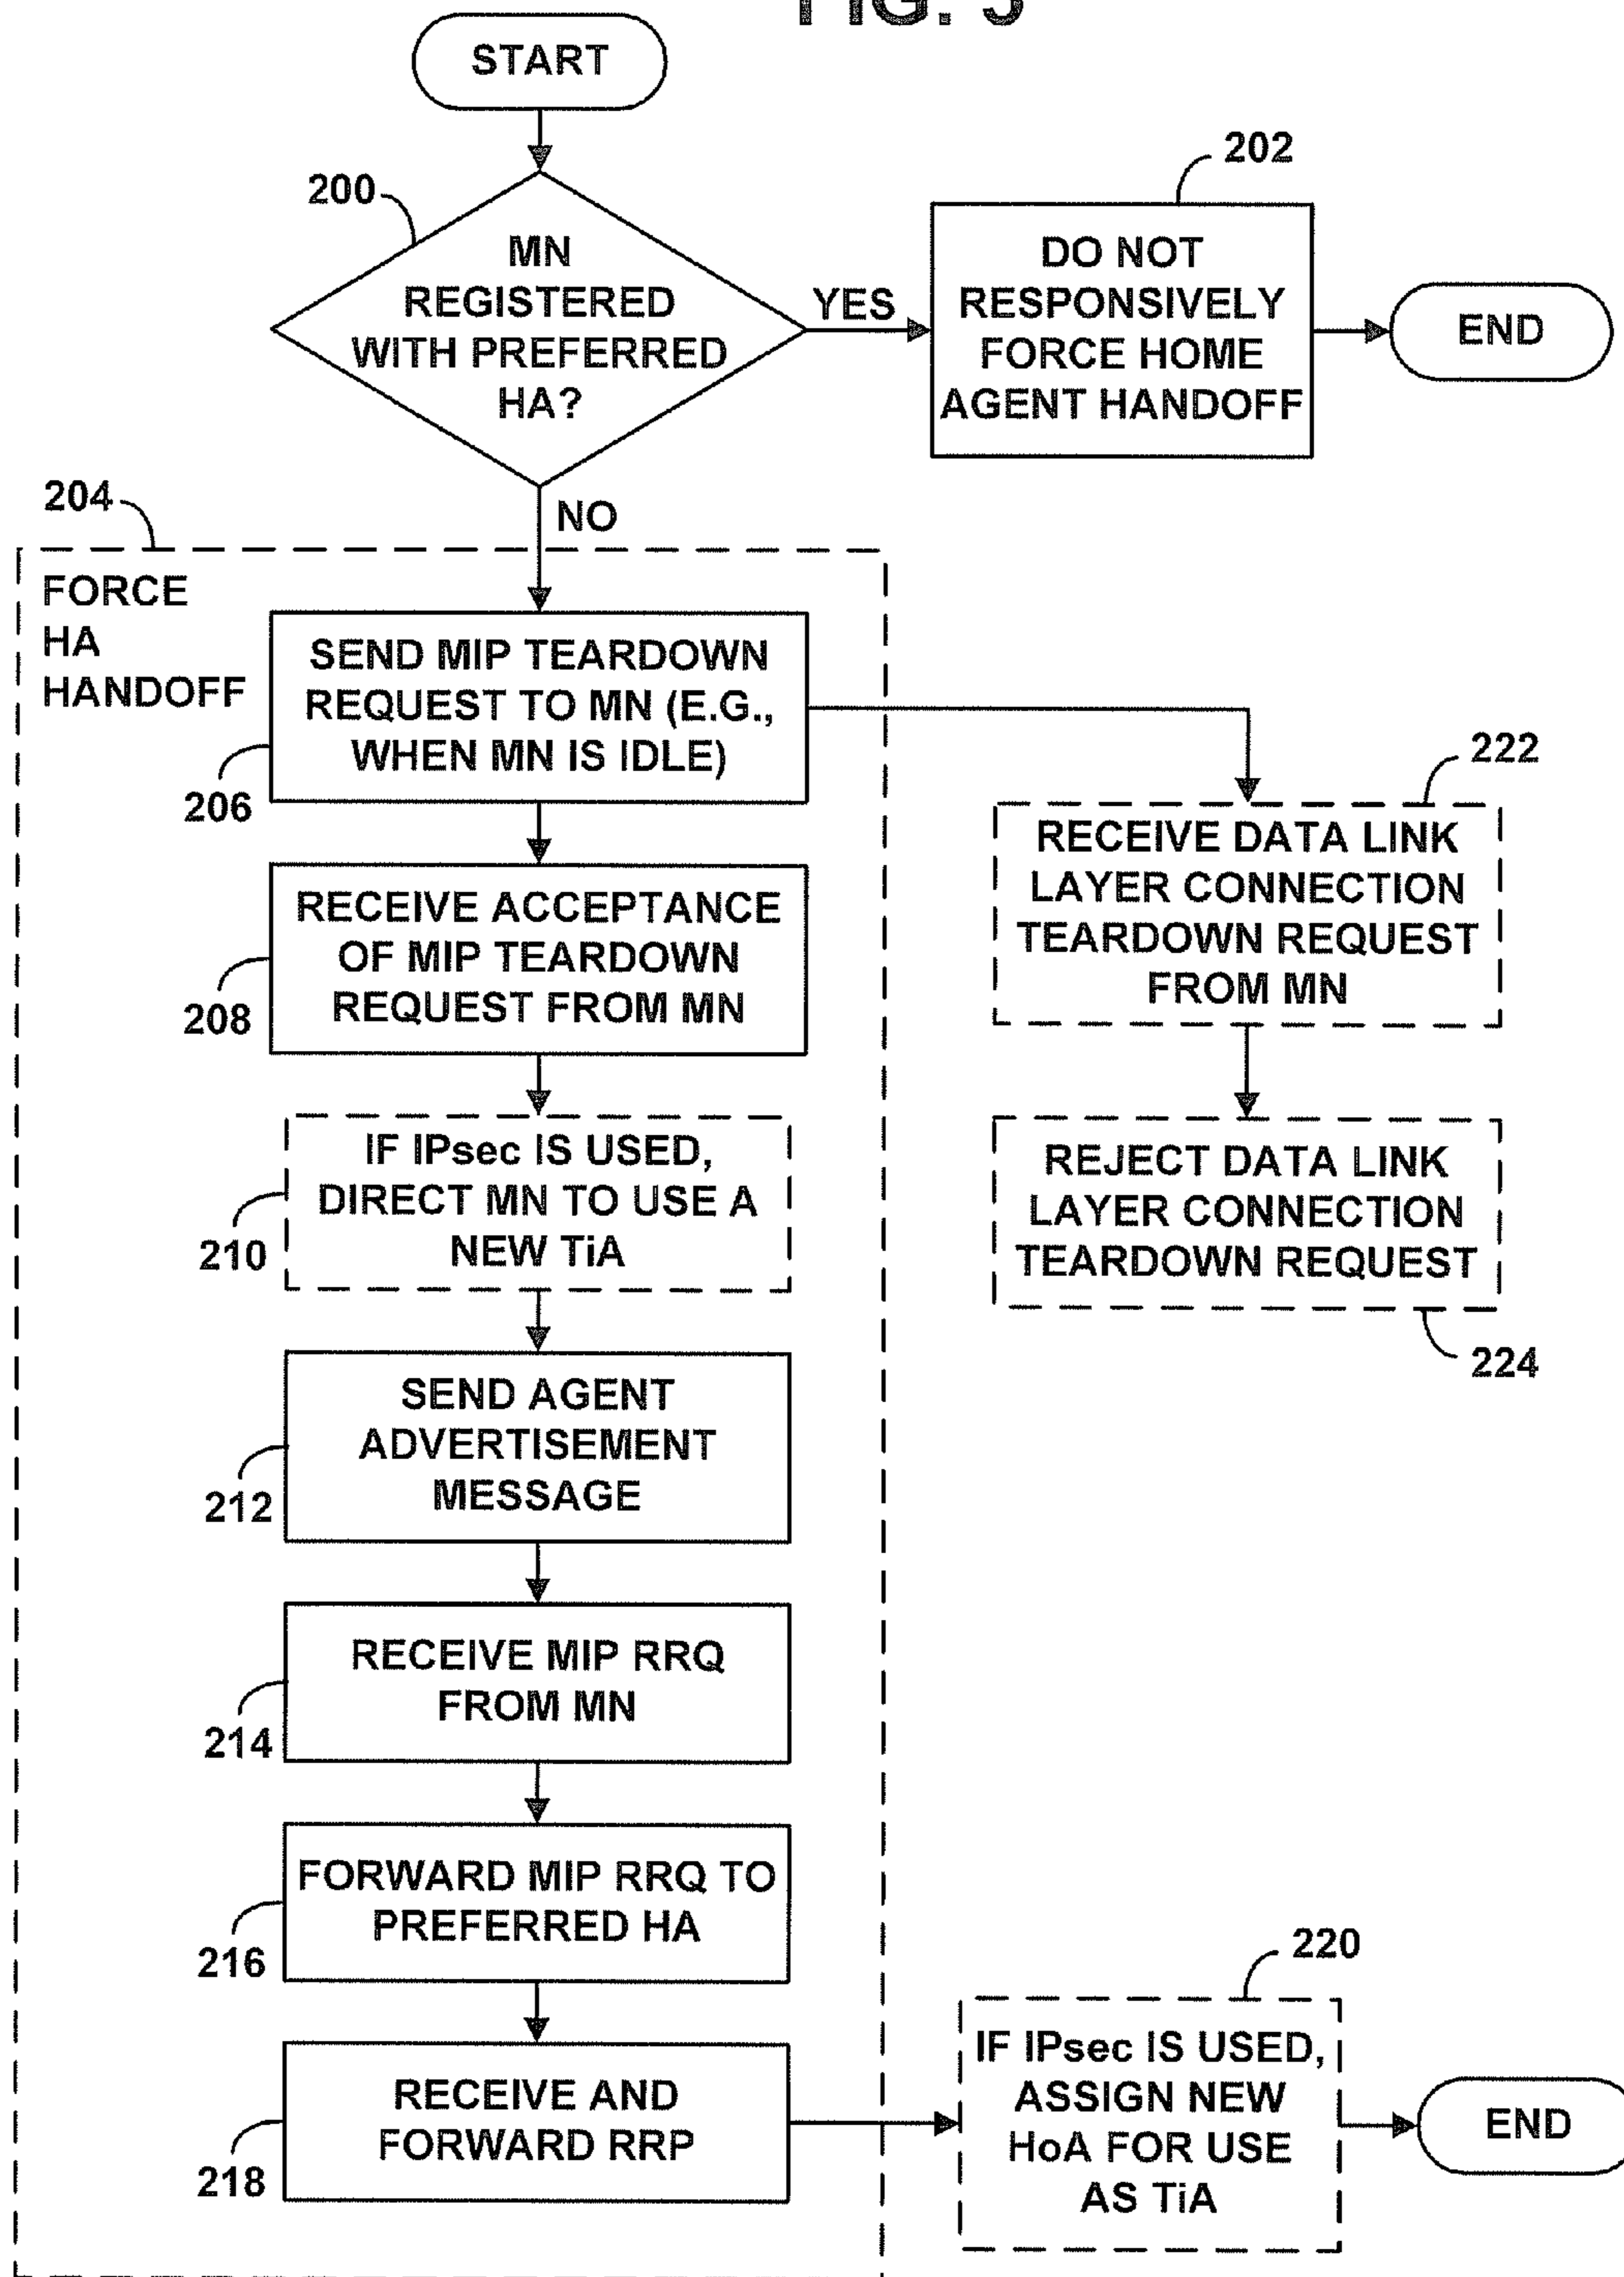 FIG. 5
START
200
MN
REGISTERED
WITH PREFERRED
HA?
YES
202
DO NOT
RESPONSIVELY
FORCE HOME
AGENT HANDOFF
END
NO
204
FORCE
HA
HANDOFF
SEND MIP TEARDOWN
REQUEST TO MN (E.G.,
WHEN MN IS IDLE)
206
222
RECEIVE DATA LINK
LAYER CONNECTION
TEARDOWN REQUEST
FROM MN
RECEIVE ACCEPTANCE
OF MIP TEARDOWN
REQUEST FROM MN
208
IF IPsec IS USED,
DIRECT MN TO USE A
NEW TiA
210
REJECT DATA LINK
LAYER CONNECTION
TEARDOWN REQUEST
224
SEND AGENT
ADVERTISEMENT
MESSAGE
212
RECEIVE MIP RRQ
FROM MN
214
FORWARD MIP RRQ TO
PREFERRED HA
216
RECEIVE AND
FORWARD RRP
218
220
IF IPsec IS USED,
ASSIGN NEW
HoA FOR USE
AS TiA
END